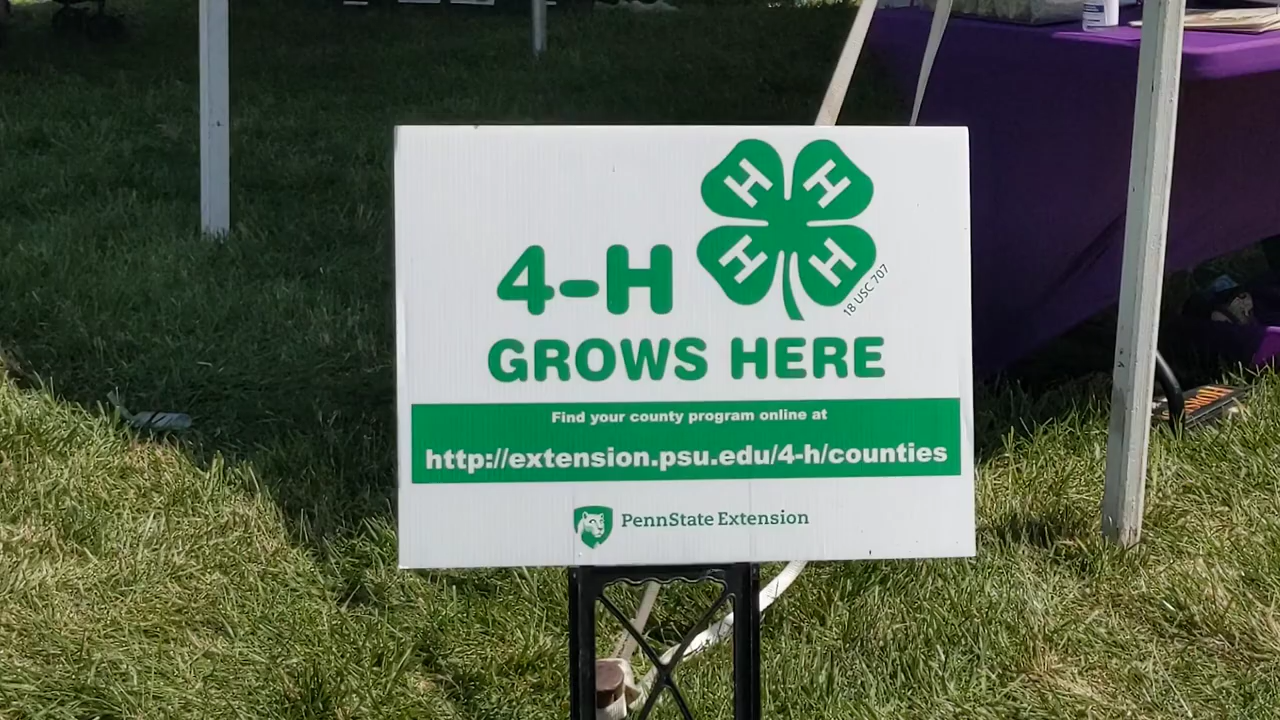 H H
H H
18 USC 707
4-H
GROWS HERE
Find your county program online at
http://extension.psu.edu/4-h/counties
PennState Extension